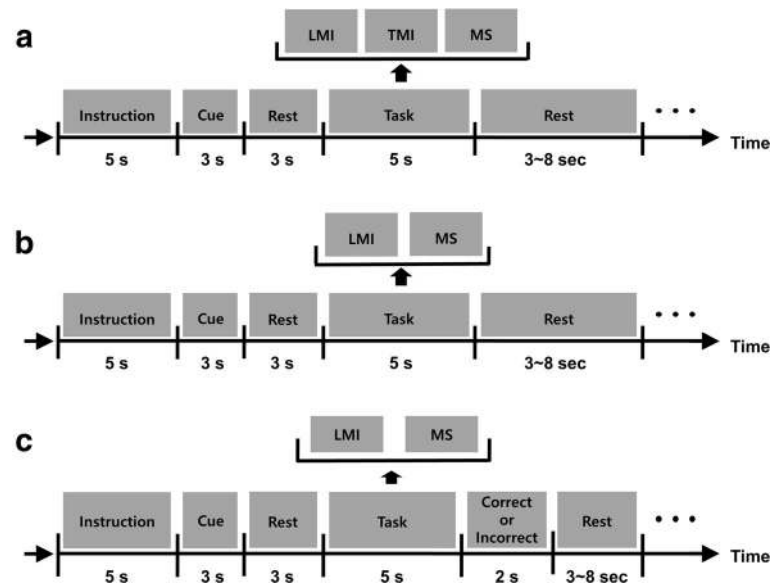 a
LMI TMI MS
Instruction Cue Rest Task Rest • • •
Time
5 s 3 s 3 s 5 s 3~8 sec
b
LMI MS
Instruction Cue Rest Task Rest • • •
Time
5 s 3 s 3 s 5 s 3~8 sec
c
LMI MS
Instruction Cue Rest Task Correct or Incorrect Rest • • •
Time
5 s 3 s 3 s 5 s 2 s 3~8 sec